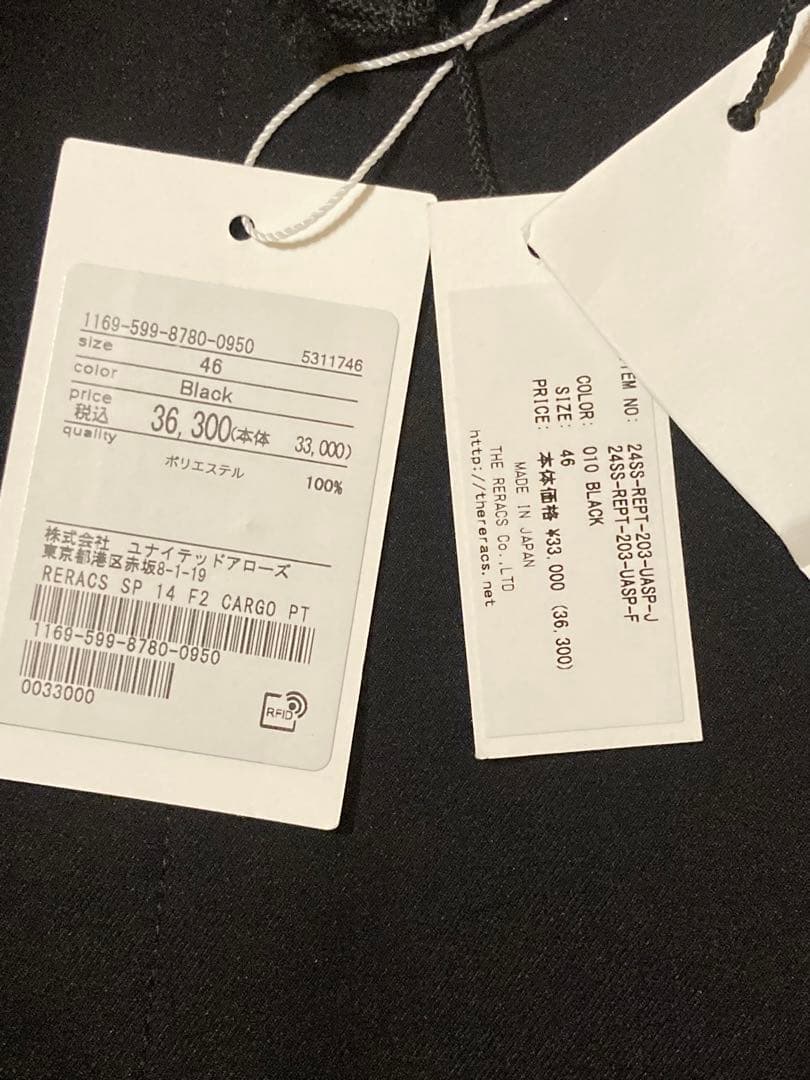 1169-599-8780-0950
5311746
size 46
color Black
price
税込 36,300(本体 33,000)
quality
ポリエステル 100%
株式会社 ユナイテッドアローズ
東京都港区赤坂8-1-19
RERACS SP 14 F2 CARGO PT
1169-599-8780-0950
0033000
RFID
TEM NO: 24SS-REPT-203-UASP-J
24SS-REPT-203-UASP-F
COLOR: 010 BLACK
SIZE: 46
PRICE: 本体価格 ¥33,000 (36,300)
MADE IN JAPAN
THE RERACS Co.,LTD
http://thereracs.net